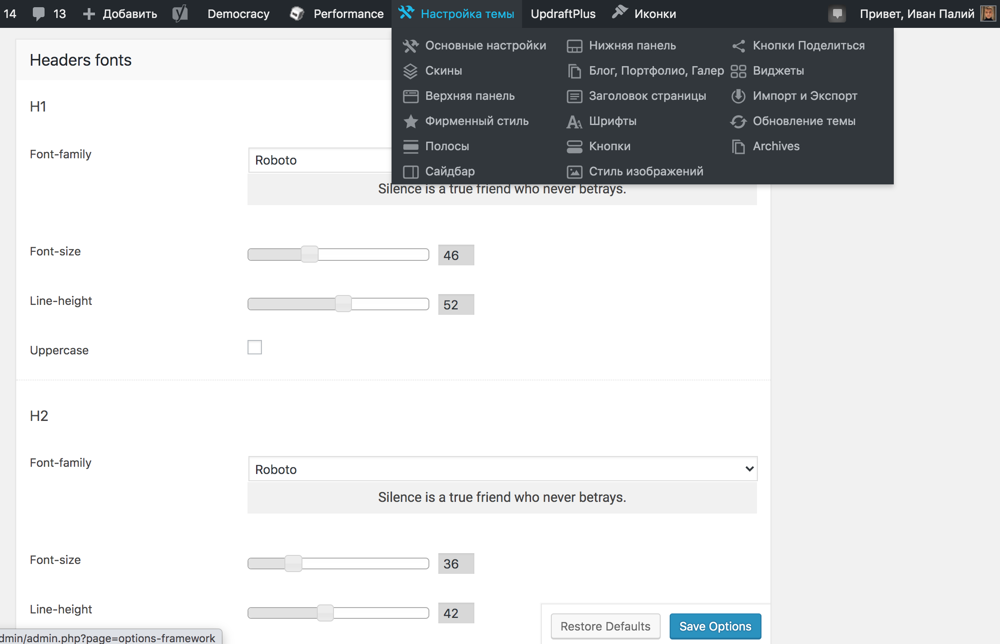 14 13 Добавить Democracy Performance Настройка темы UpdraftPlus Иконки Привет, Иван Палий
Основные настройки Нижняя панель Кнопки Поделиться
Скины Блог, Портфолио, Галер Виджеты
Верхняя панель Заголовок страницы Импорт и Экспорт
Фирменный стиль Шрифты Обновление темы
Полосы Кнопки Archives
Сайдбар Стиль изображений
Headers fonts
H1
Font-family Roboto
Silence is a true friend who never betrays.
Font-size 46
Line-height 52
Uppercase
H2
Font-family Roboto
Silence is a true friend who never betrays.
Font-size 36
Line-height 42
Restore Defaults Save Options
dmin/admin.php?page=options-framework